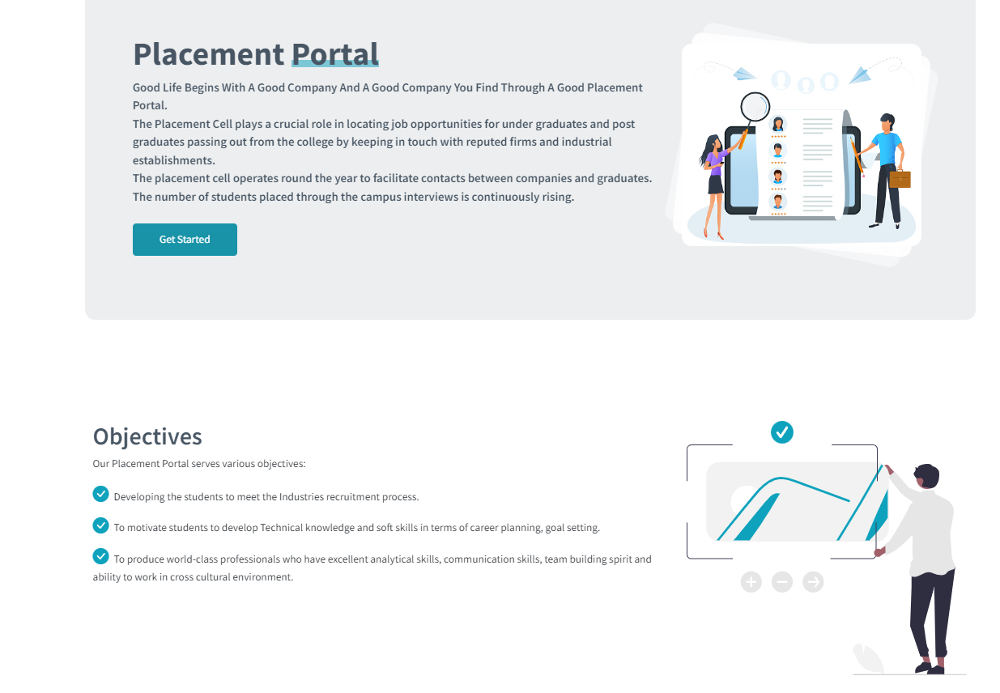 Placement Portal
Good Life Begins With A Good Company And A Good Company You Find Through A Good Placement
Portal.
The Placement Cell plays a crucial role in locating job opportunities for under graduates and post
graduates passing out from the college by keeping in touch with reputed firms and industrial
establishments.
The placement cell operates round the year to facilitate contacts between companies and graduates.
The number of students placed through the campus interviews is continuously rising.
Get Started
Objectives
Our Placement Portal serves various objectives:
Developing the students to meet the Industries recruitment process.
To motivate students to develop Technical knowledge and soft skills in terms of career planning, goal setting.
To produce world-class professionals who have excellent analytical skills, communication skills, team building spirit and
ability to work in cross cultural environment.